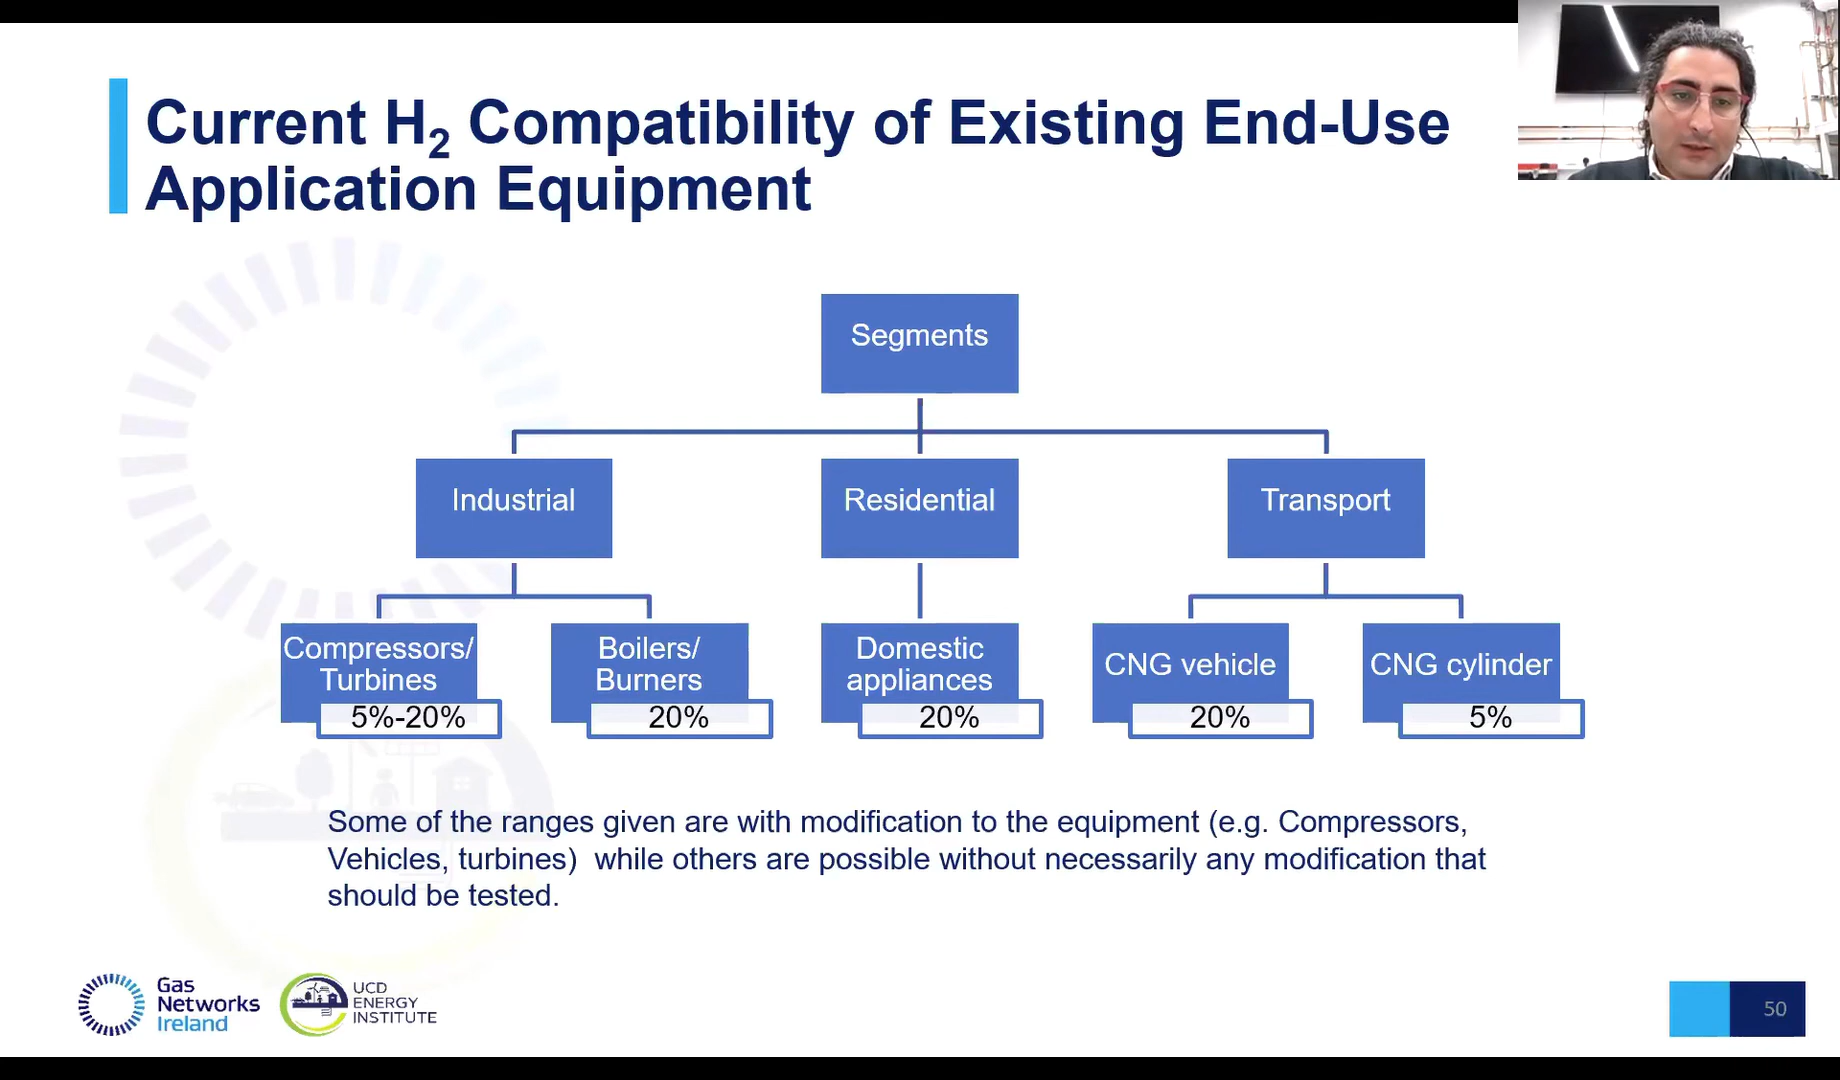 Current H2 Compatibility of Existing End-Use
Application Equipment
Segments
Industrial
Residential
Transport
Compressors/
Turbines
5%-20%
Boilers/
Burners
20%
Domestic
appliances
20%
CNG vehicle
20%
CNG cylinder
5%
Some of the ranges given are with modification to the equipment (e.g. Compressors,
Vehicles, turbines)  while others are possible without necessarily any modification that
should be tested.
Gas
Networks
Ireland
UCD
ENERGY
INSTITUTE
50